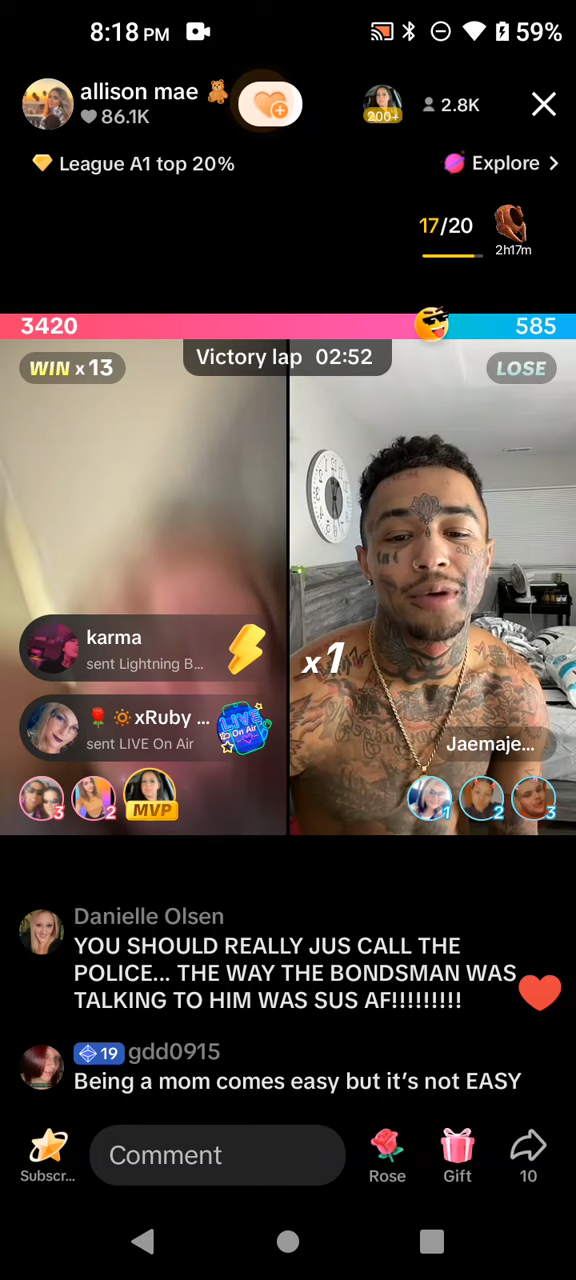 8:18 PM
59%
allison mae
86.1K
200+
2.8K
League A1 top 20%
Explore
17/20
2h17m
3420
585
Victory lap 02:52
WIN x 13
LOSE
karma
sent Lightning B...
x1
xRuby ...
sent LIVE On Air
LIVE
On Air
Jaemaje...
3
2
MVP
1
2
3
Danielle Olsen
YOU SHOULD REALLY JUS CALL THE
POLICE... THE WAY THE BONDSMAN WAS
TALKING TO HIM WAS SUS AF!!!!!!!!!
19 gdd0915
Being a mom comes easy but it’s not EASY
Subscr...
Comment
Rose
Gift
10